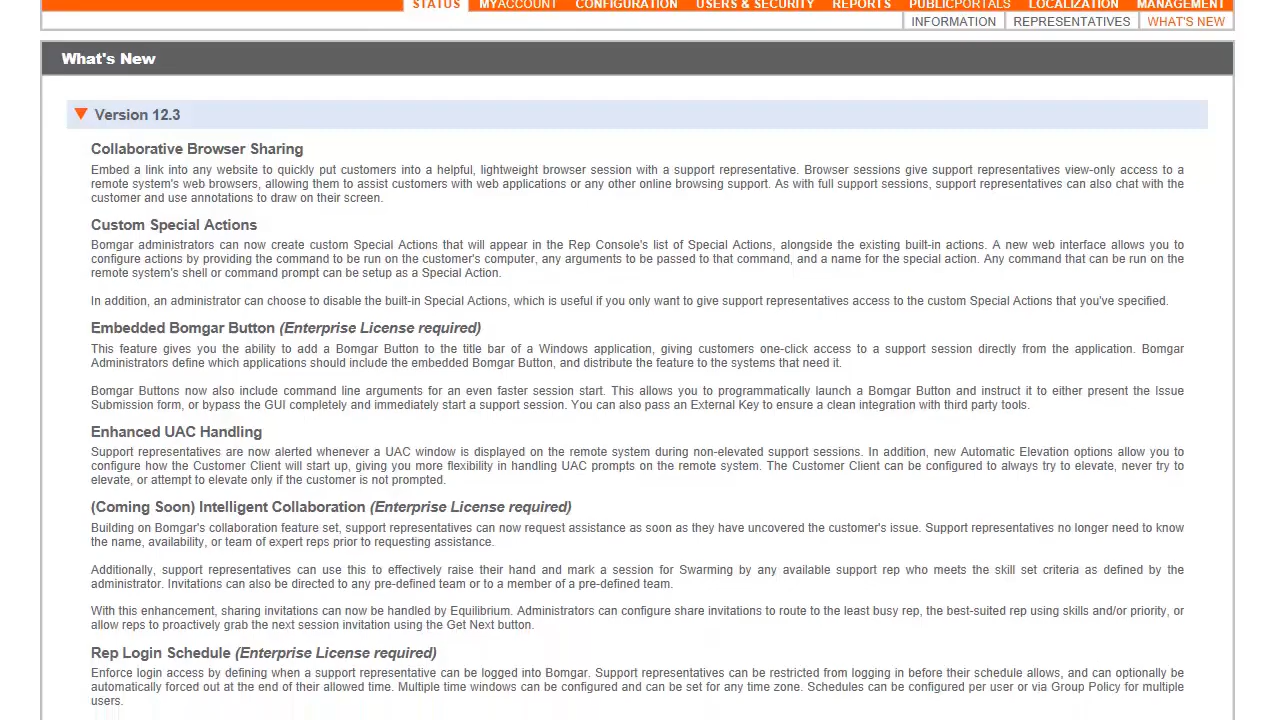 STATUS MY ACCOUNT CONFIGURATION USERS & SECURITY REPORTS PUBLIC PORTALS LOCALIZATION MANAGEMENT
INFORMATION REPRESENTATIVES WHAT'S NEW
What's New
Version 12.3
Collaborative Browser Sharing
Embed a link into any website to quickly put customers into a helpful, lightweight browser session with a support representative. Browser sessions give support representatives view-only access to a
remote system's web browsers, allowing them to assist customers with web applications or any other online browsing support. As with full support sessions, support representatives can also chat with the
customer and use annotations to draw on their screen.
Custom Special Actions
Bomgar administrators can now create custom Special Actions that will appear in the Rep Console's list of Special Actions, alongside the existing built-in actions. A new web interface allows you to
configure actions by providing the command to be run on the customer's computer, any arguments to be passed to that command, and a name for the special action. Any command that can be run on the
remote system's shell or command prompt can be setup as a Special Action.
In addition, an administrator can choose to disable the built-in Special Actions, which is useful if you only want to give support representatives access to the custom Special Actions that you've specified.
Embedded Bomgar Button (Enterprise License required)
This feature gives you the ability to add a Bomgar Button to the title bar of a Windows application, giving customers one-click access to a support session directly from the application. Bomgar
Administrators define which applications should include the embedded Bomgar Button, and distribute the feature to the systems that need it.
Bomgar Buttons now also include command line arguments for an even faster session start. This allows you to programmatically launch a Bomgar Button and instruct it to either present the Issue
Submission form, or bypass the GUI completely and immediately start a support session. You can also pass an External Key to ensure a clean integration with third party tools.
Enhanced UAC Handling
Support representatives are now alerted whenever a UAC window is displayed on the remote system during non-elevated support sessions. In addition, new Automatic Elevation options allow you to
configure how the Customer Client will start up, giving you more flexibility in handling UAC prompts on the remote system. The Customer Client can be configured to always try to elevate, never try to
elevate, or attempt to elevate only if the customer is not prompted.
(Coming Soon) Intelligent Collaboration (Enterprise License required)
Building on Bomgar's collaboration feature set, support representatives can now request assistance as soon as they have uncovered the customer's issue. Support representatives no longer need to know
the name, availability, or team of expert reps prior to requesting assistance.
Additionally, support representatives can use this to effectively raise their hand and mark a session for Swarming by any available support rep who meets the skill set criteria as defined by the
administrator. Invitations can also be directed to any pre-defined team or to a member of a pre-defined team.
With this enhancement, sharing invitations can now be handled by Equilibrium. Administrators can configure share invitations to route to the least busy rep, the best-suited rep using skills and/or priority, or
allow reps to proactively grab the next session invitation using the Get Next button.
Rep Login Schedule (Enterprise License required)
Enforce login access by defining when a support representative can be logged into Bomgar. Support representatives can be restricted from logging in before their schedule allows, and can optionally be
automatically forced out at the end of their allowed time. Multiple time windows can be configured and can be set for any time zone. Schedules can be configured per user or via Group Policy for multiple
users.